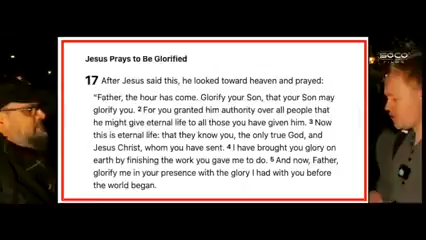 SOCO
FILMS
Jesus Prays to Be Glorified
17 After Jesus said this, he looked toward heaven and prayed:
“Father, the hour has come. Glorify your Son, that your Son may
glorify you. 2 For you granted him authority over all people that
he might give eternal life to all those you have given him. 3 Now
this is eternal life: that they know you, the only true God, and
Jesus Christ, whom you have sent. 4 I have brought you glory on
earth by finishing the work you gave me to do. 5 And now, Father,
glorify me in your presence with the glory I had with you before
the world began.